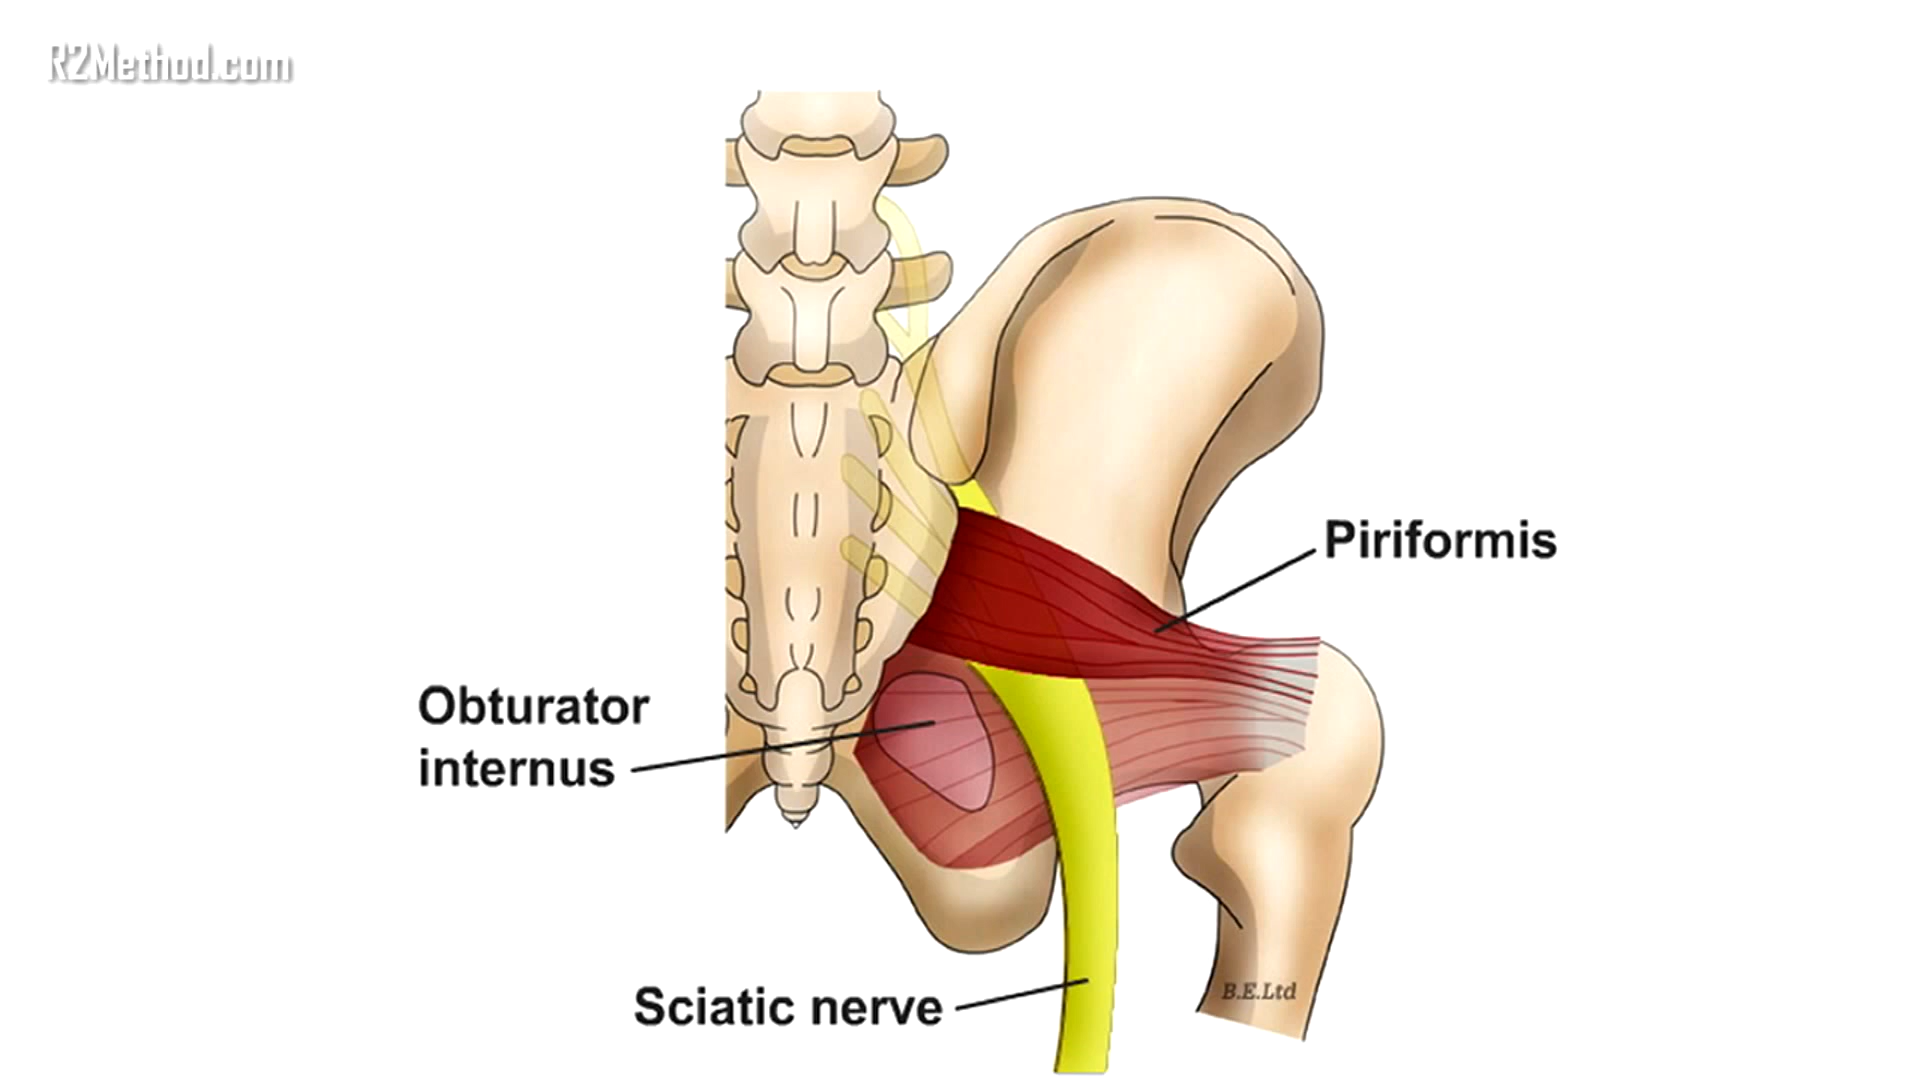 R2Method.com
Piriformis
Obturator
internus
Sciatic nerve
B.E.Ltd